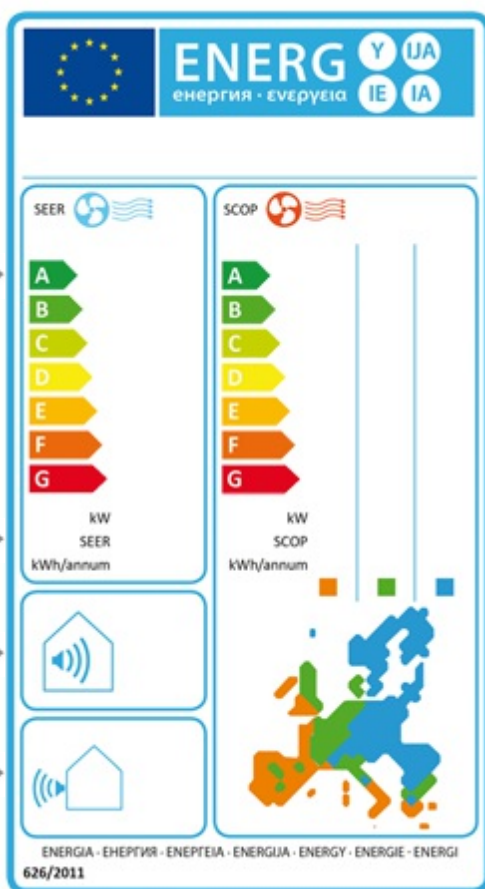 ENERG
енергия · ενεργεια
Y IJA
IE IA
SEER
A
B
C
D
E
F
G
kW
SEER
kWh/annum
SCOP
A
B
C
D
E
F
G
kW
SCOP
kWh/annum
ENERGIA · ЕНЕРГИЯ · ΕΝΕΡΓΕΙΑ · ENERGIJA · ENERGY · ENERGIE · ENERGI
626/2011